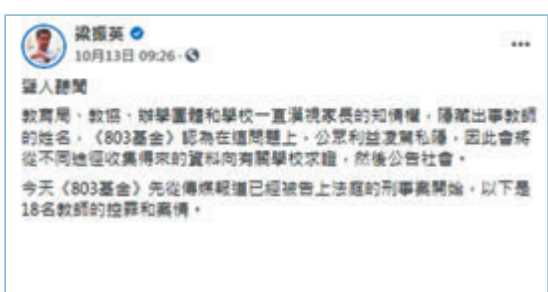 梁振英
10月13日 09:26
聳人聽聞
教育局、教協、辦學團體和學校一直漠視家長的知情權，隱藏出事教師
的姓名，《803基金》認為在這問題上，公眾利益凌駕私隱，因此會將
從不同途徑收集得來的資料向有關學校求證，然後公告社會。
今天《803基金》先從傳媒報道已經被告上法庭的刑事案開始，以下是
18名教師的控罪和案情。